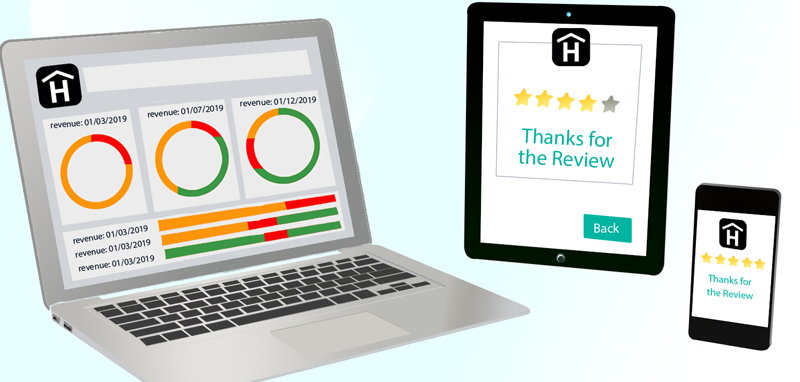 H
revenue: 01/03/2019
revenue: 01/07/2019
revenue: 01/12/2019
revenue: 01/03/2019
revenue: 01/03/2019
revenue: 01/03/2019
H
Thanks for
the Review
Back
H
Thanks for
the Review